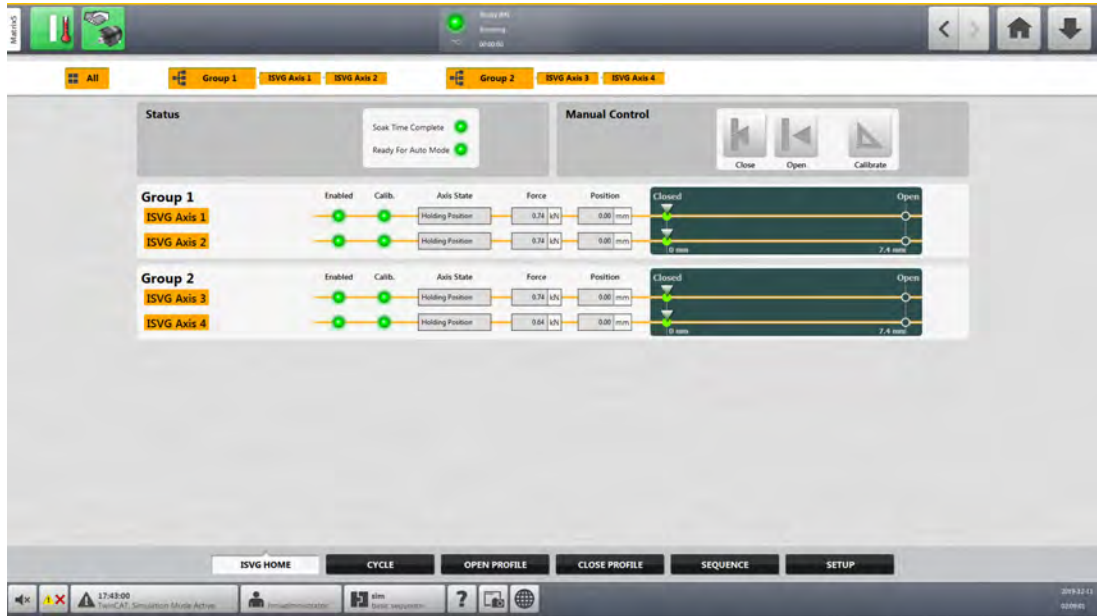 Matrix5
All Group 1 ISVG Axis 1 ISVG Axis 2 Group 2 ISVG Axis 3 ISVG Axis 4
Status
Soak Time Complete
Ready For Auto Mode
Manual Control
Close Open Calibrate
Group 1 Enabled Calib. Axis State Force Position Closed Open
ISVG Axis 1 Holding Position 0.74 kN 0.00 mm
ISVG Axis 2 Holding Position 0.74 kN 0.00 mm
0 mm 7.4 mm
Group 2 Enabled Calib. Axis State Force Position Closed Open
ISVG Axis 3 Holding Position 0.74 kN 0.00 mm
ISVG Axis 4 Holding Position 0.64 kN 0.00 mm
0 mm 7.4 mm
ISVG HOME CYCLE OPEN PROFILE CLOSE PROFILE SEQUENCE SETUP
17:43:00
TwinCAT: Simulation Mode Active
sim
?